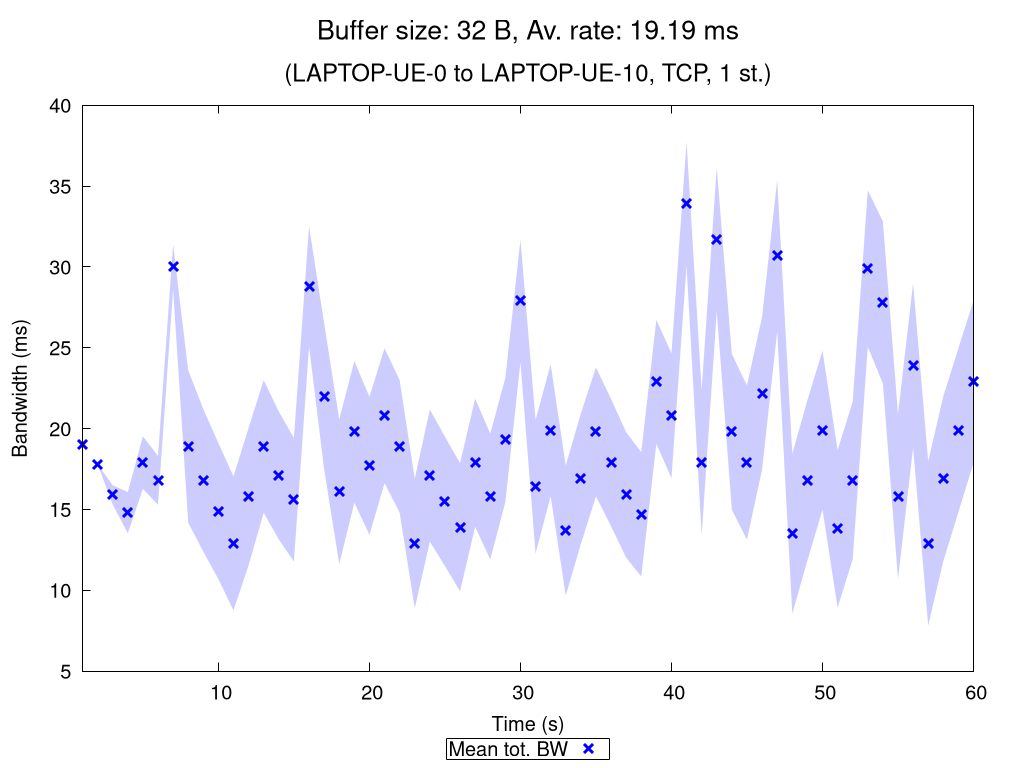 Buffer size: 32 B, Av. rate: 19.19 ms
(LAPTOP-UE-0 to LAPTOP-UE-10, TCP, 1 st.)
40
35
30
25
20
15
10
5
Bandwidth (ms)
10 20 30 40 50 60
Time (s)
Mean tot. BW